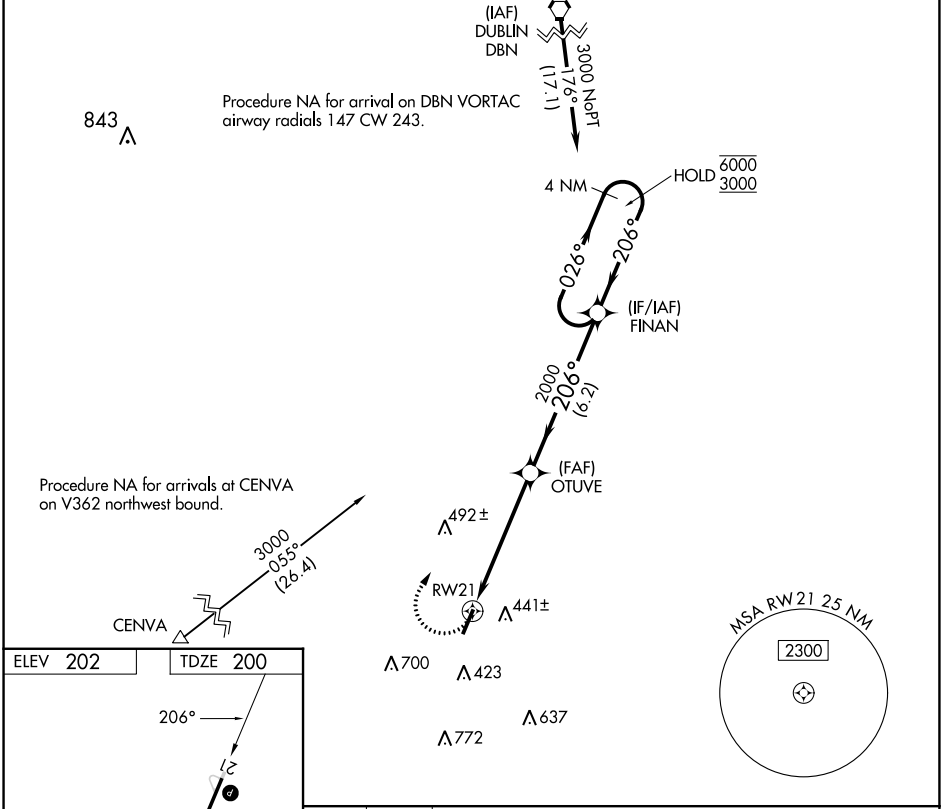 (IAF)
DUBLIN
DBN
3000 NoPT
176°
(17.1)
Procedure NA for arrival on DBN VORTAC
airway radials 147 CW 243.
843
4 NM
HOLD 6000
3000
026°
206°
(IF/IAF)
FINAN
2000
206°
(6.2)
(FAF)
OTUVE
Procedure NA for arrivals at CENVA
on V362 northwest bound.
3000
055°
(26.4)
CENVA
492±
RW21
441±
700
423
637
772
MSA RW21 25 NM
2300
ELEV 202
TDZE 200
206°
21
P